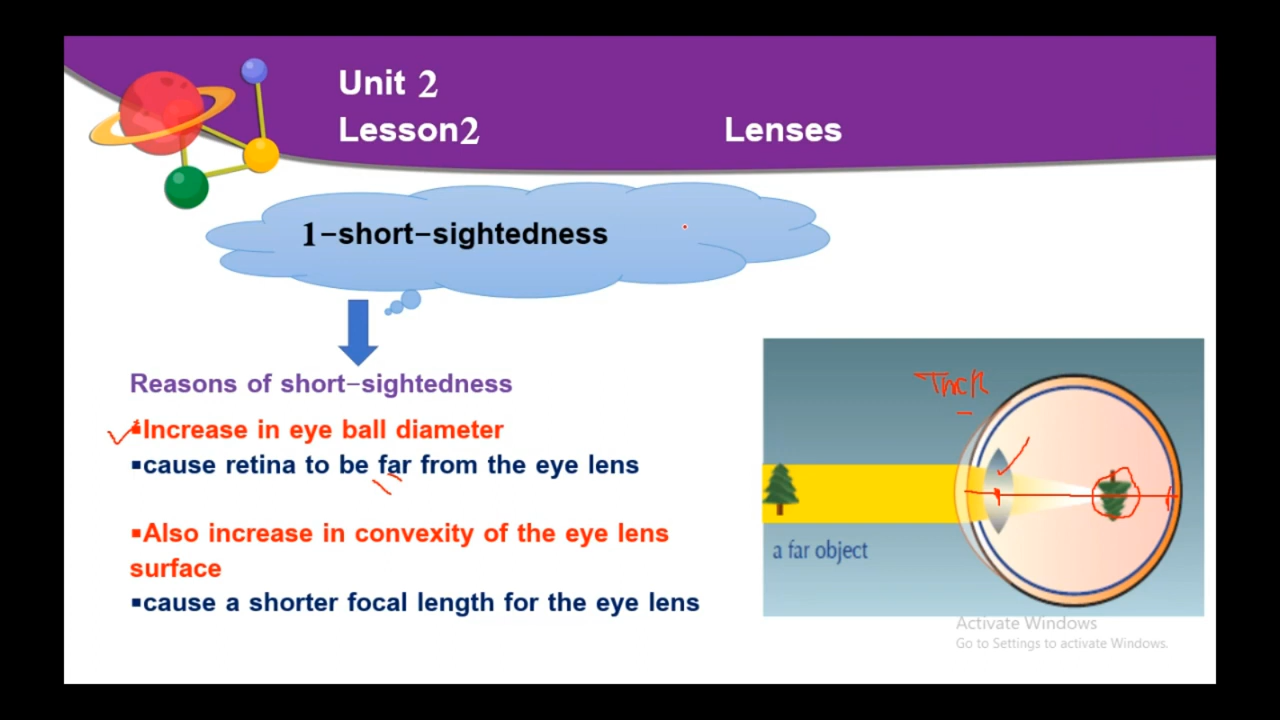 Unit 2
Lesson2 Lenses
1-short-sightedness
Reasons of short-sightedness
▪Increase in eye ball diameter
▪cause retina to be far from the eye lens
▪Also increase in convexity of the eye lens
surface
▪cause a shorter focal length for the eye lens
a far object
Activate Windows
Go to Settings to activate Windows.